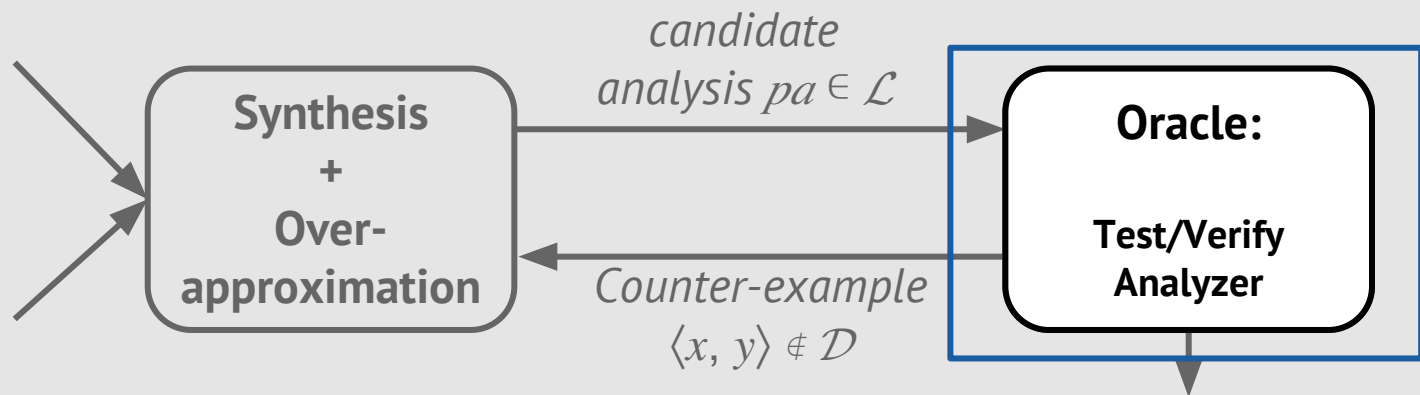 candidate
analysis pa ∈ ℒ
Synthesis
+
Over-
approximation
Oracle:
Test/Verify
Analyzer
Counter-example
⟨x, y⟩ ∉ 𝒟